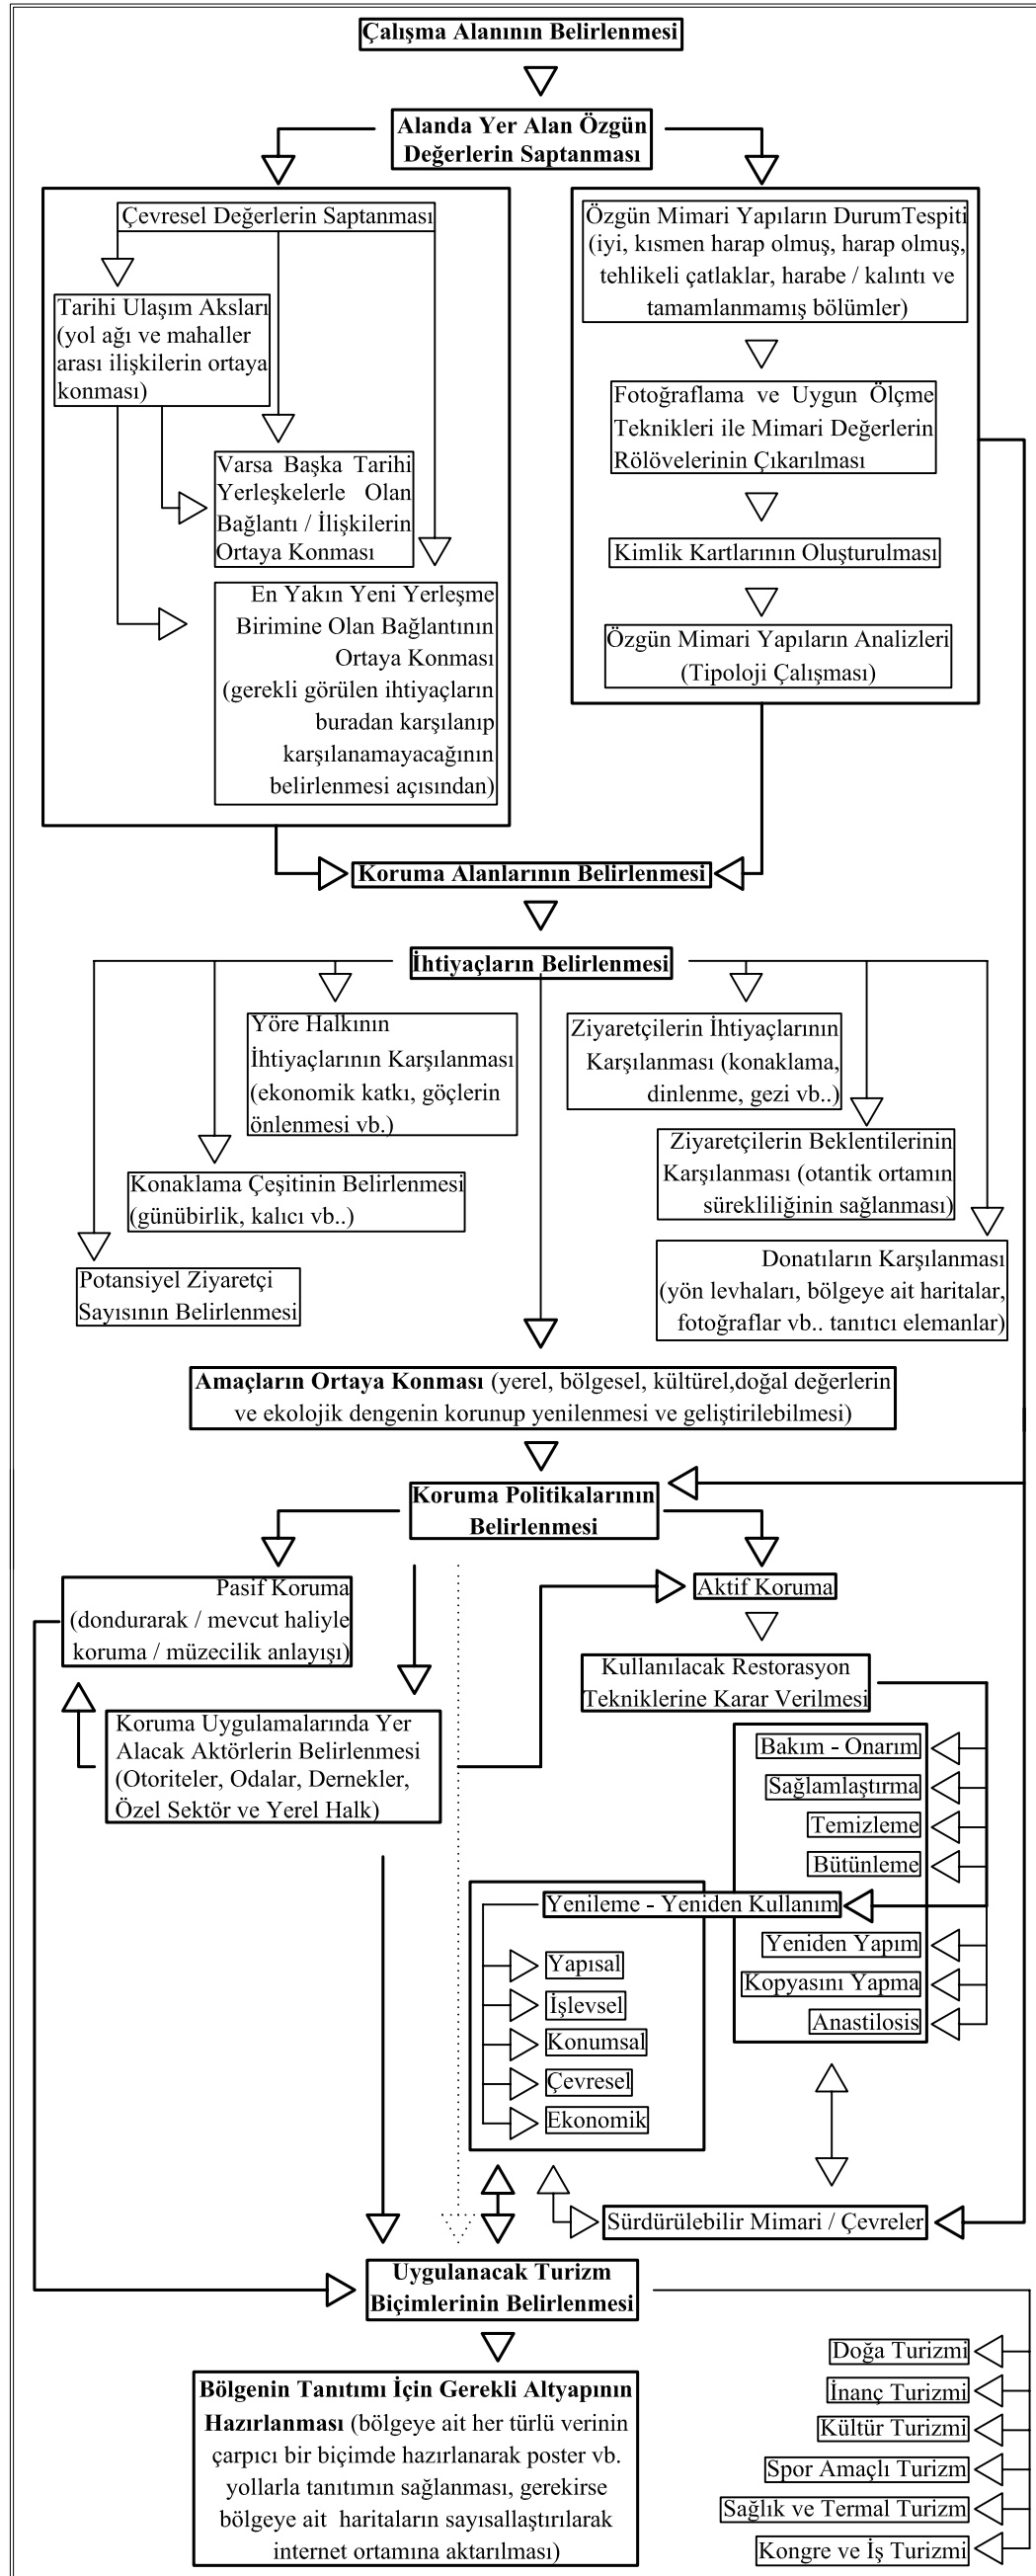 Çalışma Alanının Belirlenmesi
Alanda Yer Alan Özgün
Değerlerin Saptanması
Çevresel Değerlerin Saptanması
Tarihi Ulaşım Aksları
(yol ağı ve mahaller
arası ilişkilerin ortaya
konması)
Varsa Başka Tarihi
Yerleşkelerle Olan
Bağlantı / İlişkilerin
Ortaya Konması
En Yakın Yeni Yerleşme
Birimine Olan Bağlantının
Ortaya Konması
(gerekli görülen ihtiyaçların
buradan karşılanıp
karşılanamayacağının
belirlenmesi açısından)
Özgün Mimari Yapıların DurumTespiti
(iyi, kısmen harap olmuş, harap olmuş,
tehlikeli çatlaklar, harabe / kalıntı ve
tamamlanmamış bölümler)
Fotoğraflama ve Uygun Ölçme
Teknikleri ile Mimari Değerlerin
Rölövelerinin Çıkarılması
Kimlik Kartlarının Oluşturulması
Özgün Mimari Yapıların Analizleri
(Tipoloji Çalışması)
Koruma Alanlarının Belirlenmesi
İhtiyaçların Belirlenmesi
Yöre Halkının
İhtiyaçlarının Karşılanması
(ekonomik katkı, göçlerin
önlenmesi vb.)
Konaklama Çeşitinin Belirlenmesi
(günübirlik, kalıcı vb..)
Potansiyel Ziyaretçi
Sayısının Belirlenmesi
Ziyaretçilerin İhtiyaçlarının
Karşılanması (konaklama,
dinlenme, gezi vb..)
Ziyaretçilerin Beklentilerinin
Karşılanması (otantik ortamın
sürekliliğinin sağlanması)
Donatıların Karşılanması
(yön levhaları, bölgeye ait haritalar,
fotoğraflar vb.. tanıtıcı elemanlar)
Amaçların Ortaya Konması (yerel, bölgesel, kültürel,doğal değerlerin
ve ekolojik dengenin korunup yenilenmesi ve geliştirilebilmesi)
Koruma Politikalarının
Belirlenmesi
Pasif Koruma
(dondurarak / mevcut haliyle
koruma / müzecilik anlayışı)
Aktif Koruma
Koruma Uygulamalarında Yer
Alacak Aktörlerin Belirlenmesi
(Otoriteler, Odalar, Dernekler,
Özel Sektör ve Yerel Halk)
Kullanılacak Restorasyon
Tekniklerine Karar Verilmesi
Bakım - Onarım
Sağlamlaştırma
Temizleme
Bütünleme
Yenileme - Yeniden Kullanım
Yeniden Yapım
Kopyasını Yapma
Anastilosis
Yapısal
İşlevsel
Konumsal
Çevresel
Ekonomik
Sürdürülebilir Mimari / Çevreler
Uygulanacak Turizm
Biçimlerinin Belirlenmesi
Bölgenin Tanıtımı İçin Gerekli Altyapının
Hazırlanması (bölgeye ait her türlü verinin
çarpıcı bir biçimde hazırlanarak poster vb.
yollarla tanıtımın sağlanması, gerekirse
bölgeye ait haritaların sayısallaştırılarak
internet ortamına aktarılması)
Doğa Turizmi
İnanç Turizmi
Kültür Turizmi
Spor Amaçlı Turizm
Sağlık ve Termal Turizm
Kongre ve İş Turizmi